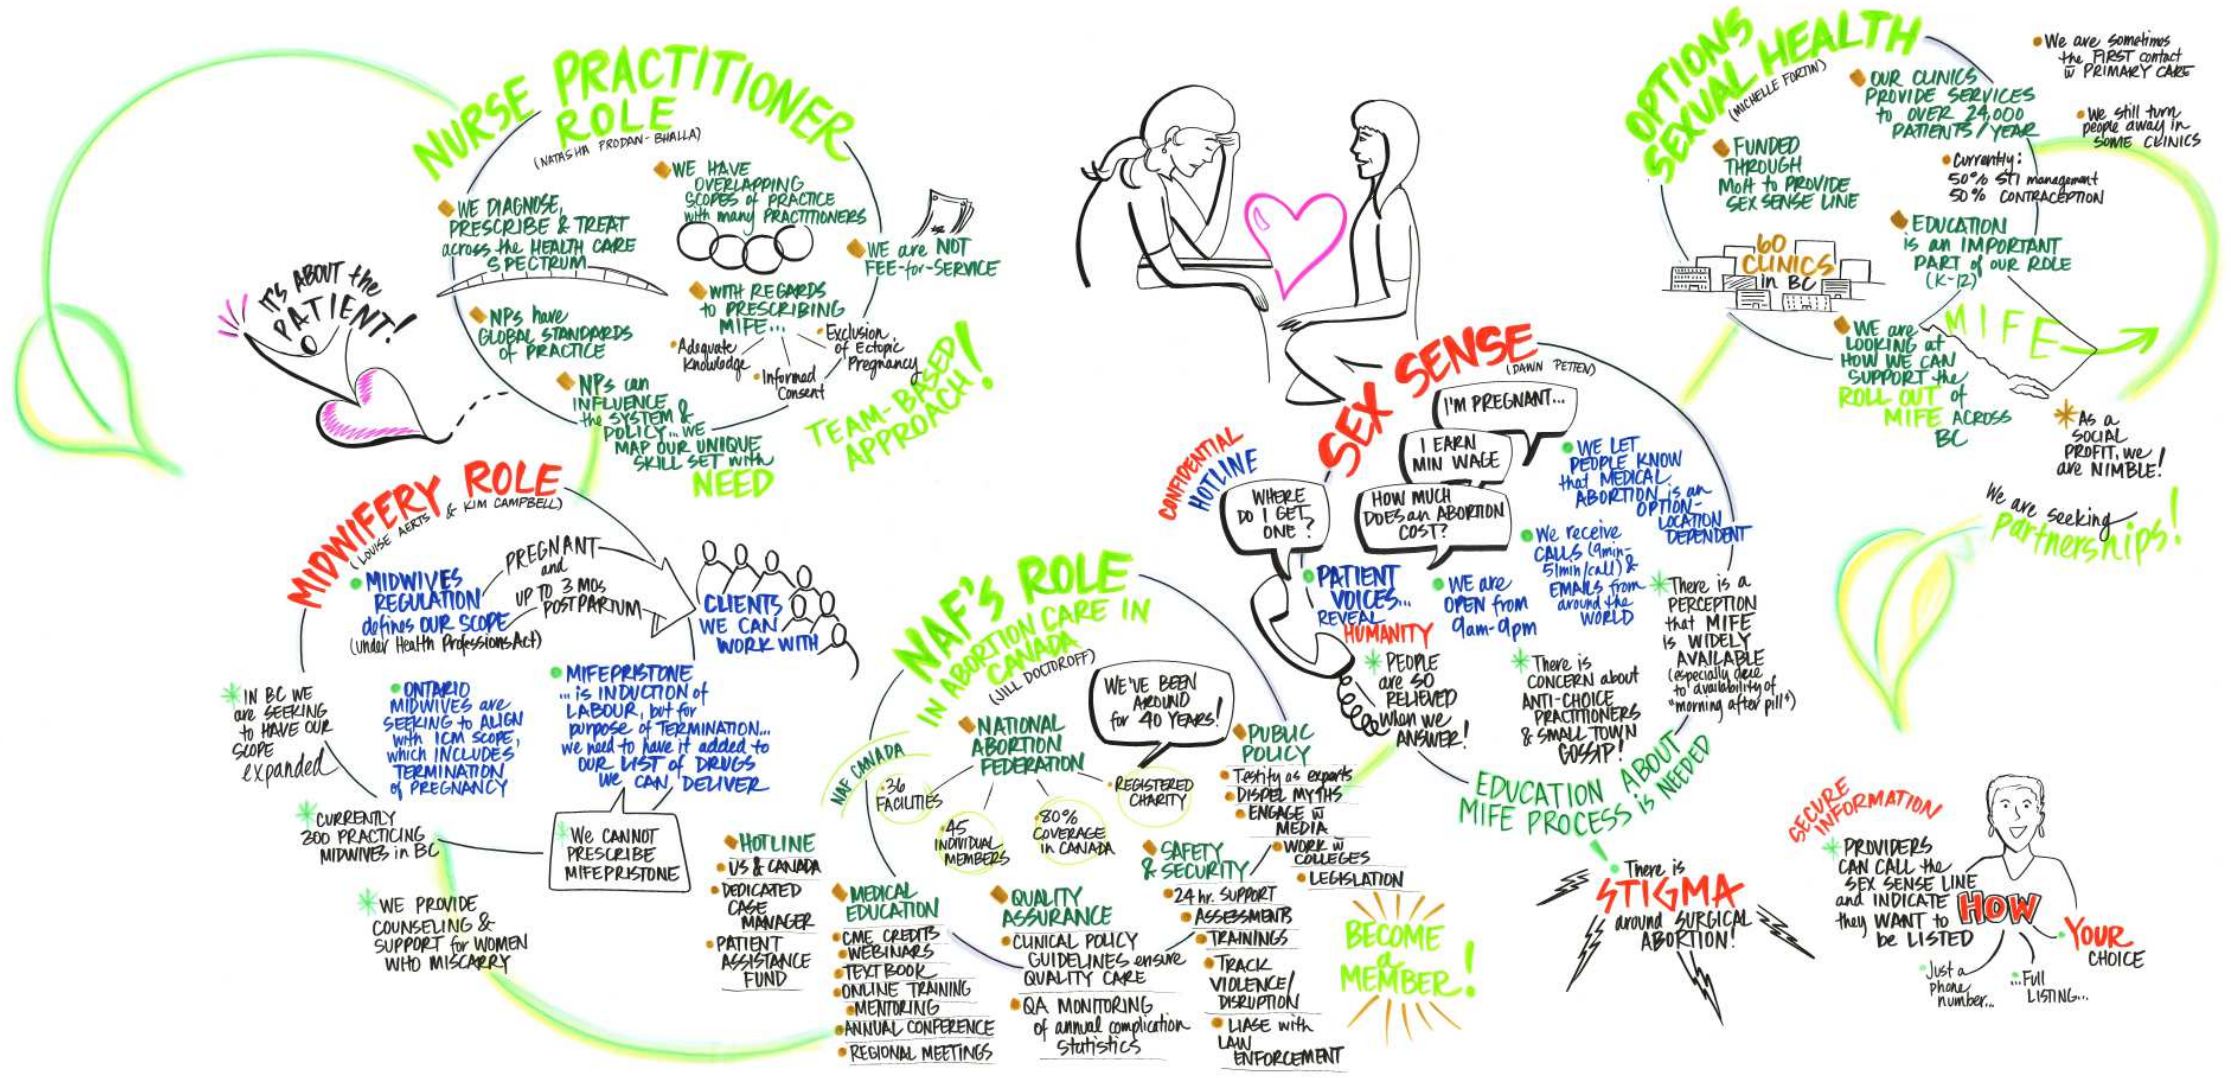 NURSE PRACTITIONER
ROLE
(NATASHA PRODAN-BHALLA)
WE DIAGNOSE,
PRESCRIBE & TREAT
across the HEALTH CARE
SPECTRUM
WE HAVE
OVERLAPPING
SCOPES of PRACTICE
with many PRACTITIONERS
WE are NOT
FEE-for-SERVICE
NPs have
GLOBAL STANDARDS
of PRACTICE
WITH REGARDS
to PRESCRIBING
MIFE...
Adequate
Knowledge
Informed
Consent
Exclusion
of Ectopic
Pregnancy
NPs can
INFLUENCE
the SYSTEM &
POLICY... WE
MAP OUR UNIQUE
SKILL SET with
NEED
TEAM-BASED
APPROACH!
IT'S ABOUT the
PATIENT!
MIDWIFERY ROLE
(LOUISE AERTS & KIM CAMPBELL)
MIDWIVES
REGULATION
defines OUR SCOPE
(under Health Professions Act)
PREGNANT
and
UP TO 3 MOS
POSTPARTUM
CLIENTS
WE CAN
WORK WITH
IN BC WE
are SEEKING
to HAVE OUR
SCOPE
expanded
ONTARIO
MIDWIVES are
SEEKING to ALIGN
with ICM SCOPE,
which INCLUDES
TERMINATION
of PREGNANCY
MIFEPRISTONE
... is INDUCTION of
LABOUR, but for
purpose of TERMINATION...
we need to have it added to
OUR LIST of DRUGS
WE CAN DELIVER
CURRENTLY
300 PRACTICING
MIDWIVES in BC
We CANNOT
PRESCRIBE
MIFEPRISTONE
WE PROVIDE
COUNSELING &
SUPPORT for WOMEN
WHO MISCARRY
NAF'S ROLE
IN ABORTION CARE IN
CANADA
(JILL DOCTOROFF)
WE'VE BEEN
AROUND
for 40 YEARS!
NATIONAL
ABORTION
FEDERATION
NAF CANADA
36
FACILITIES
45
INDIVIDUAL
MEMBERS
80%
COVERAGE
IN CANADA
REGISTERED
CHARITY
PUBLIC
POLICY
Testify as experts
DISPEL MYTHS
ENGAGE w̄
MEDIA
WORK w̄
COLLEGES
LEGISLATION
HOTLINE
US & CANADA
DEDICATED
CASE
MANAGER
PATIENT
ASSISTANCE
FUND
MEDICAL
EDUCATION
CME CREDITS
WEBINARS
TEXTBOOK
ONLINE TRAINING
MENTORING
ANNUAL CONFERENCE
REGIONAL MEETINGS
QUALITY
ASSURANCE
CLINICAL POLICY
GUIDELINES ensure
QUALITY CARE
QA MONITORING
of annual complication
statistics
SAFETY
& SECURITY
24 hr. SUPPORT
ASSESSMENTS
TRAININGS
TRACK
VIOLENCE/
DISRUPTION
LIASE with
LAW
ENFORCEMENT
BECOME
a
MEMBER!
SEX SENSE
(DAWN PETTEN)
CONFIDENTIAL
HOTLINE
I'M PREGNANT...
I EARN
MIN WAGE
HOW MUCH
DOES an ABORTION
COST?
WHERE
DO I GET
ONE?
PATIENT
VOICES...
REVEAL
HUMANITY
WE are
OPEN from
9am-9pm
WE LET
PEOPLE KNOW
that MEDICAL
ABORTION is an
OPTION-
LOCATION
DEPENDENT
We receive
CALLS (9min-
51min/call) &
EMAILS from
around the
WORLD
PEOPLE
are SO
RELIEVED
when we
ANSWER!
There is
CONCERN about
ANTI-CHOICE
PRACTITIONERS
& SMALL TOWN
GOSSIP!
There is a
PERCEPTION
that MIFE
is WIDELY
AVAILABLE
(especially due
to availability of
"morning after pill")
EDUCATION ABOUT
MIFE PROCESS is NEEDED
There is
STIGMA
around SURGICAL
ABORTION!
OPTIONS
SEXUAL HEALTH
(MICHELLE FORTIN)
OUR CLINICS
PROVIDE SERVICES
to OVER 24,000
PATIENTS/YEAR
We are sometimes
the FIRST contact
w̄ PRIMARY CARE
We still turn
people away in
SOME CLINICS
FUNDED
THROUGH
MoH to PROVIDE
SEX SENSE LINE
Currently:
50% STI management
50% CONTRACEPTION
60
CLINICS
in BC
EDUCATION
is an IMPORTANT
PART of OUR ROLE
(K-12)
MIFE
WE are
LOOKING at
HOW WE CAN
SUPPORT the
ROLL OUT of
MIFE ACROSS
BC
As a
SOCIAL
PROFIT, we
are NIMBLE!
We are seeking
Partnerships!
SECURE
INFORMATION
PROVIDERS
CAN CALL the
SEX SENSE LINE
and INDICATE HOW
they WANT to
be LISTED
Just a
phone
number...
...Full
LISTING...
YOUR
CHOICE